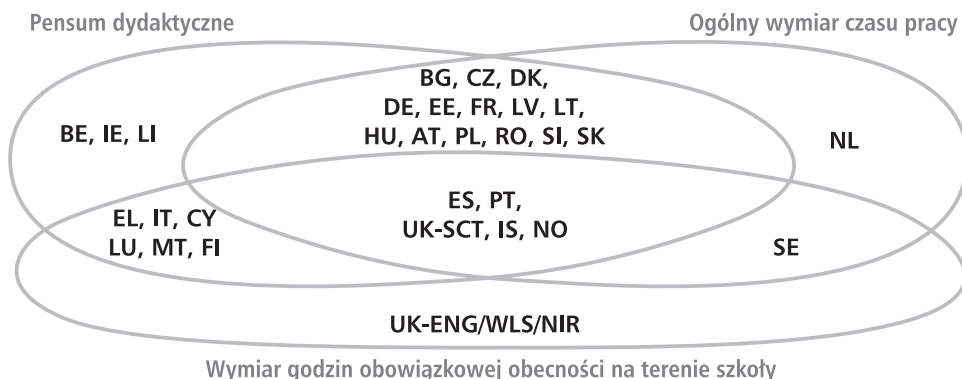 Pensum dydaktyczne
Ogólny wymiar czasu pracy
BG, CZ, DK,
DE, EE, FR, LV, LT,
HU, AT, PL, RO, SI, SK
BE, IE, LI
NL
ES, PT,
UK-SCT, IS, NO
EL, IT, CY
LU, MT, FI
SE
UK-ENG/WLS/NIR
Wymiar godzin obowiązkowej obecności na terenie szkoły